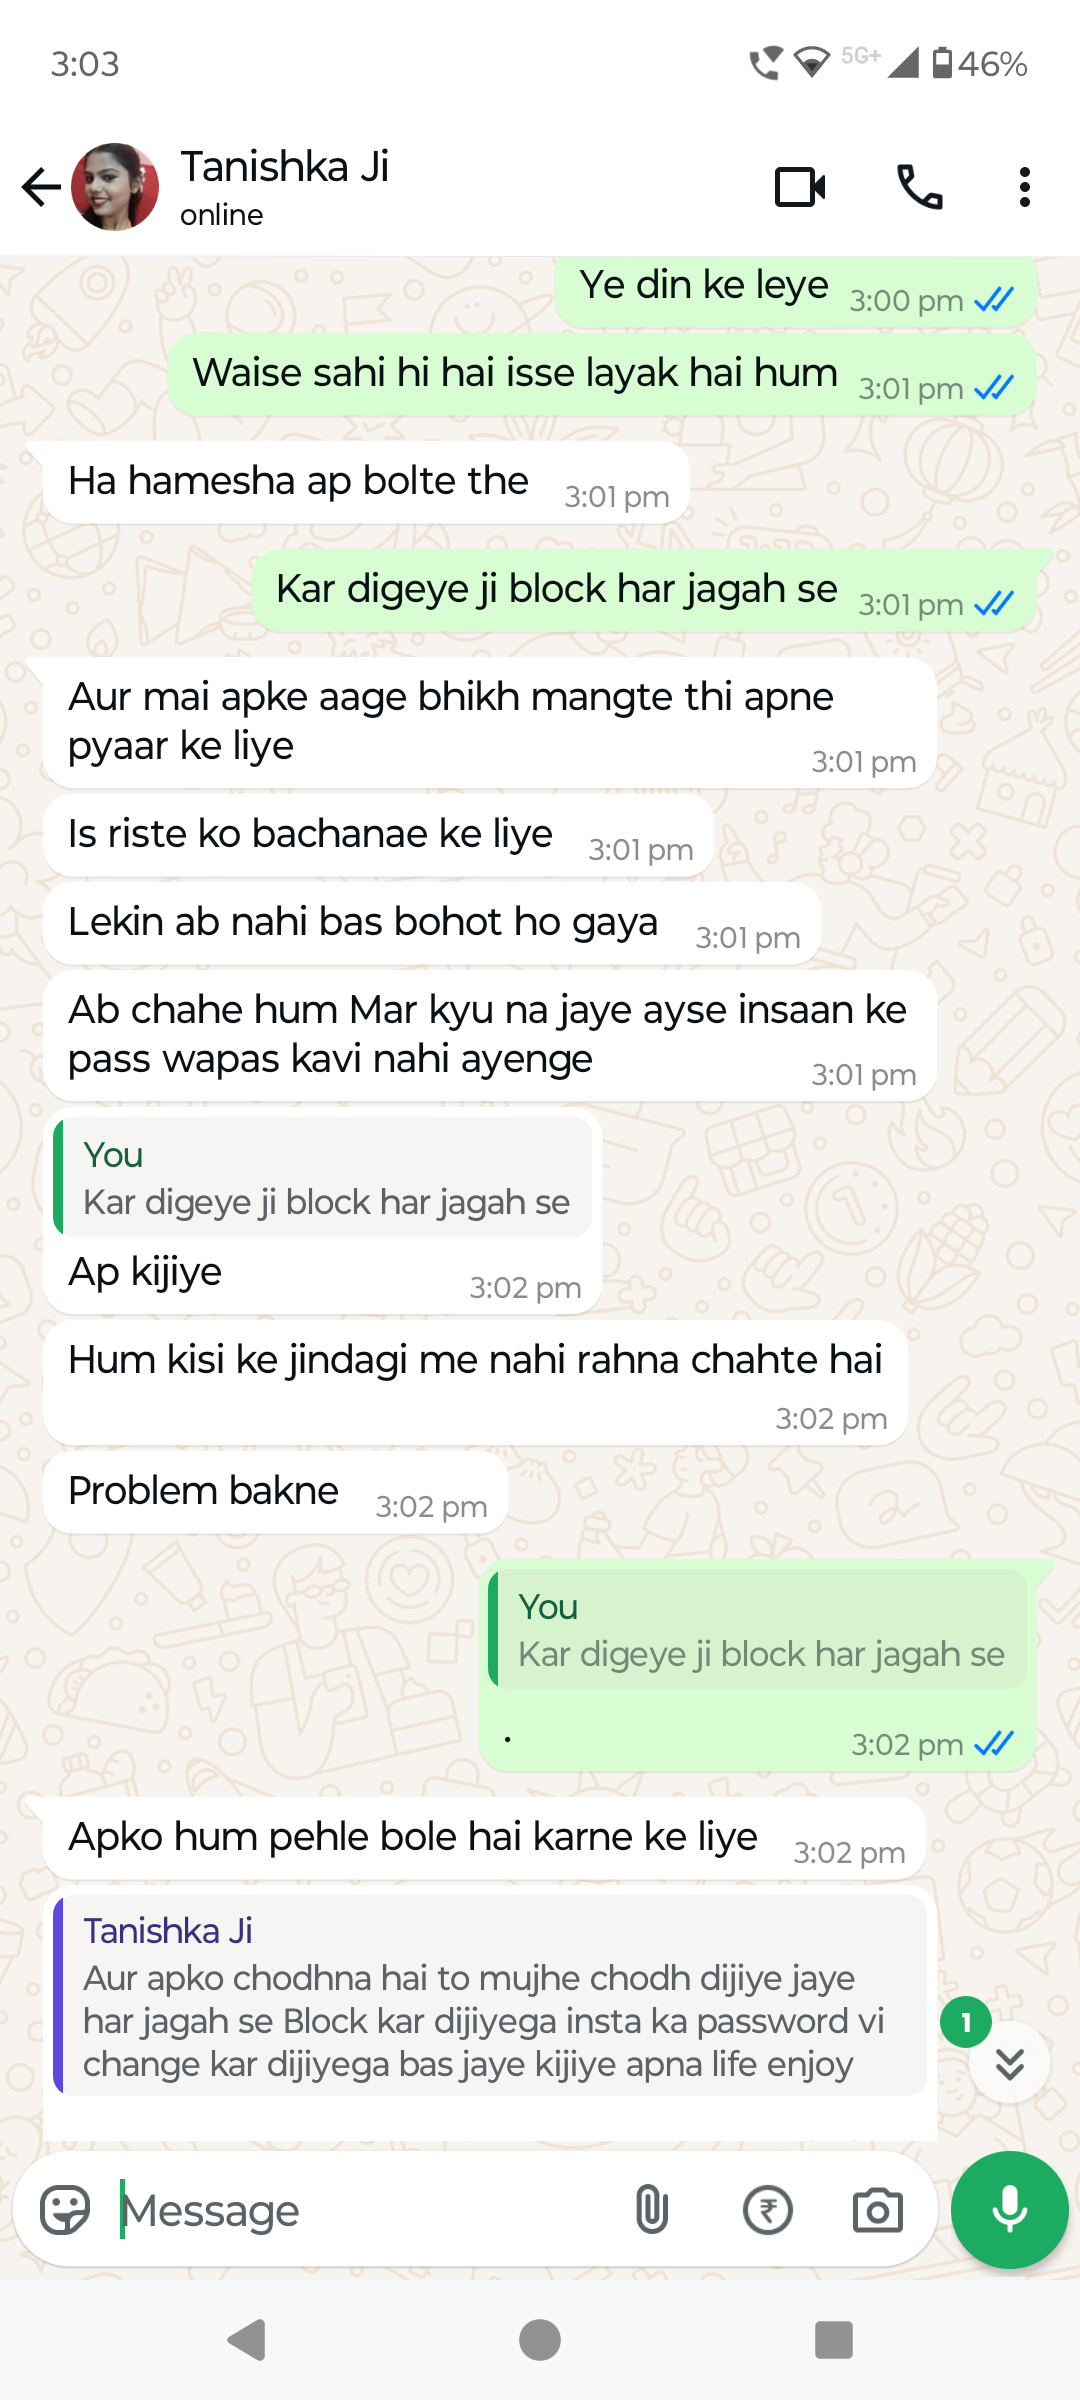 3:03
5G+
46%
Tanishka Ji
online
Ye din ke leye
3:00 pm
Waise sahi hi hai isse layak hai hum
3:01 pm
Ha hamesha ap bolte the
3:01 pm
Kar digeye ji block har jagah se
3:01 pm
Aur mai apke aage bhikh mangte thi apne
pyaar ke liye
3:01 pm
Is riste ko bachanae ke liye
3:01 pm
Lekin ab nahi bas bohot ho gaya
3:01 pm
Ab chahe hum Mar kyu na jaye ayse insaan ke
pass wapas kavi nahi ayenge
3:01 pm
You
Kar digeye ji block har jagah se
Ap kijiye
3:02 pm
Hum kisi ke jindagi me nahi rahna chahte hai
3:02 pm
Problem bakne
3:02 pm
You
Kar digeye ji block har jagah se
.
3:02 pm
Apko hum pehle bole hai karne ke liye
3:02 pm
Tanishka Ji
Aur apko chodhna hai to mujhe chodh dijiye jaye
har jagah se Block kar dijiyega insta ka password vi
change kar dijiyega bas jaye kijiye apna life enjoy
1
Message